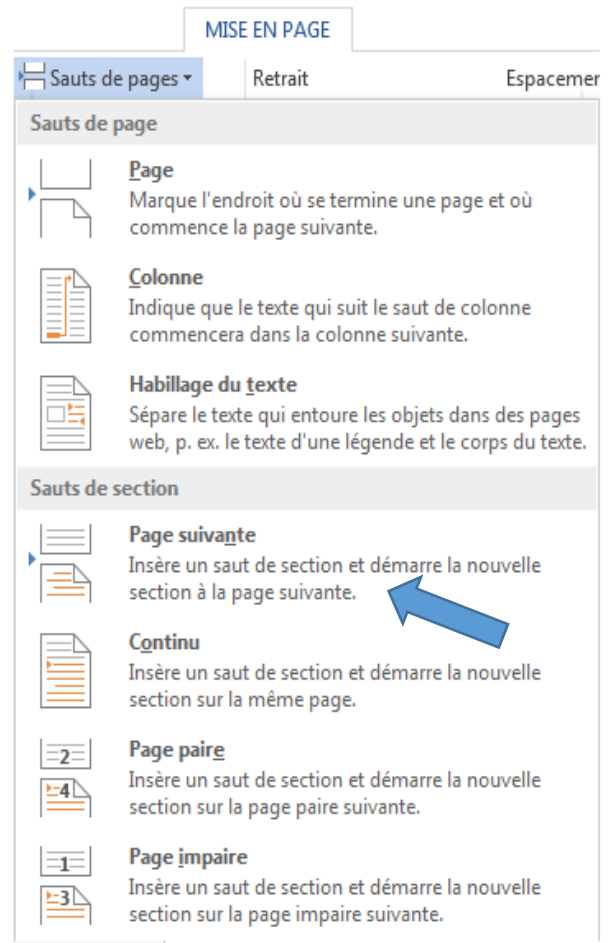 MISE EN PAGE
Sauts de pages
Retrait
Espacemen
Sauts de page
Page
Marque l'endroit où se termine une page et où
commence la page suivante.
Colonne
Indique que le texte qui suit le saut de colonne
commencera dans la colonne suivante.
Habillage du texte
Sépare le texte qui entoure les objets dans des pages
web, p. ex. le texte d'une légende et le corps du texte.
Sauts de section
Page suivante
Insère un saut de section et démarre la nouvelle
section à la page suivante.
Continu
Insère un saut de section et démarre la nouvelle
section sur la même page.
2
4
Page paire
Insère un saut de section et démarre la nouvelle
section sur la page paire suivante.
1
3
Page impaire
Insère un saut de section et démarre la nouvelle
section sur la page impaire suivante.